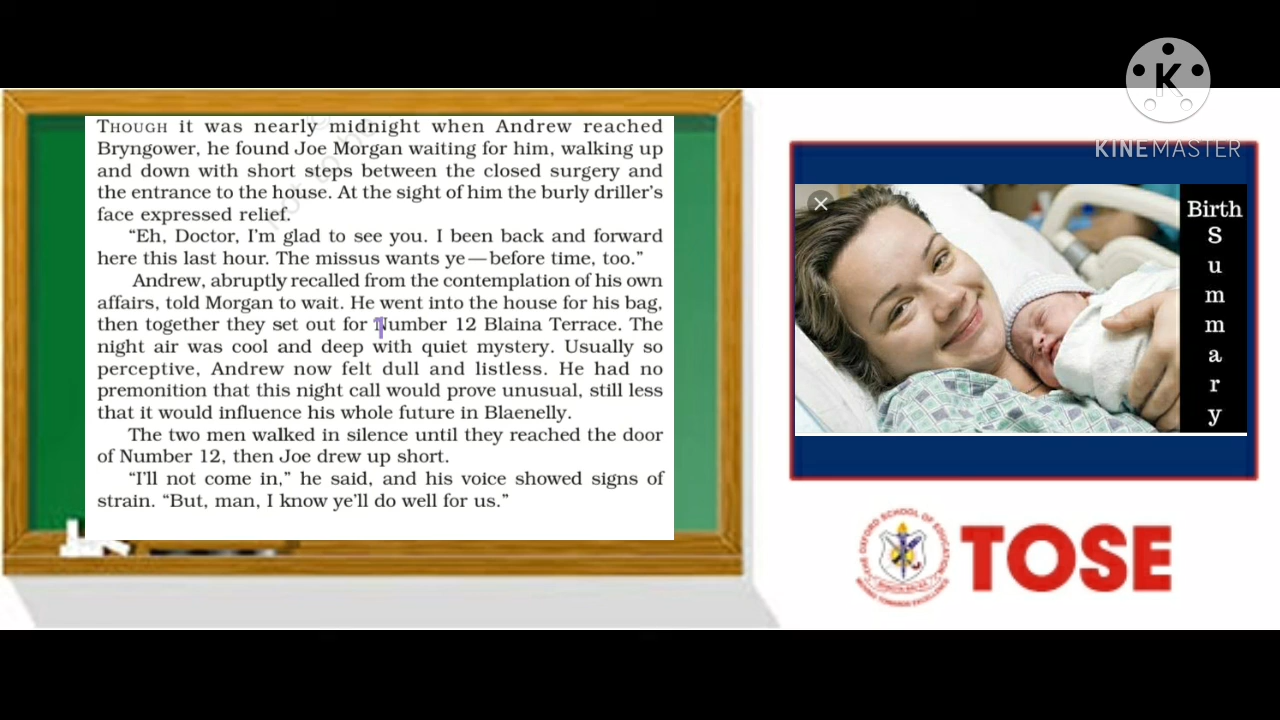 THOUGH it was nearly midnight when Andrew reached
Bryngower, he found Joe Morgan waiting for him, walking up
and down with short steps between the closed surgery and
the entrance to the house. At the sight of him the burly driller's
face expressed relief.
“Eh, Doctor, I'm glad to see you. I been back and forward
here this last hour. The missus wants ye—before time, too.”
Andrew, abruptly recalled from the contemplation of his own
affairs, told Morgan to wait. He went into the house for his bag,
then together they set out for Number 12 Blaina Terrace. The
night air was cool and deep with quiet mystery. Usually so
perceptive, Andrew now felt dull and listless. He had no
premonition that this night call would prove unusual, still less
that it would influence his whole future in Blaenelly.
The two men walked in silence until they reached the door
of Number 12, then Joe drew up short.
“I'll not come in,” he said, and his voice showed signs of
strain. “But, man, I know ye'll do well for us.”
K
KINEMASTER
Birth
S
u
m
m
a
r
y
THE OXFORD SCHOOL OF EDUCATION
TOSE